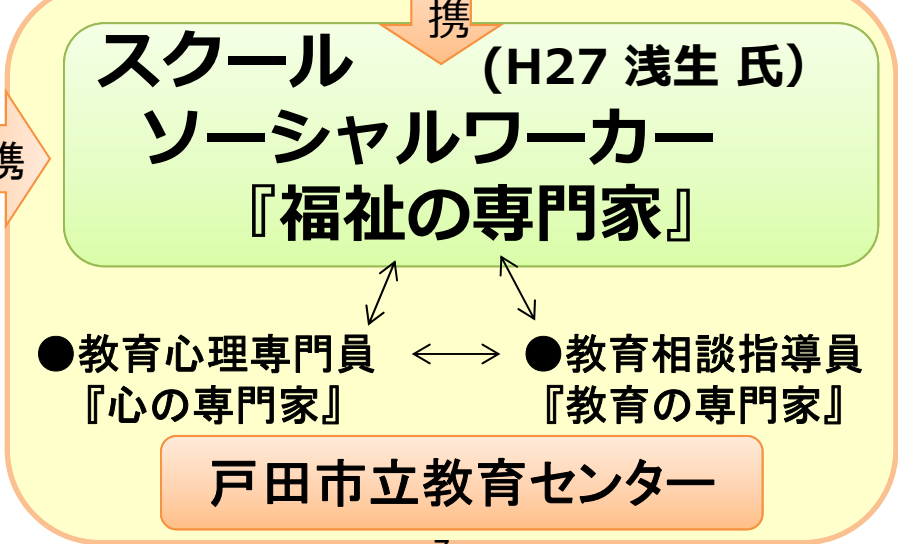 携
スクール (H27 浅生 氏）
ソーシャルワーカー
携
『福祉の専門家』
●教育心理専門員 ●教育相談指導員
『心の専門家』 『教育の専門家』
戸田市立教育センター